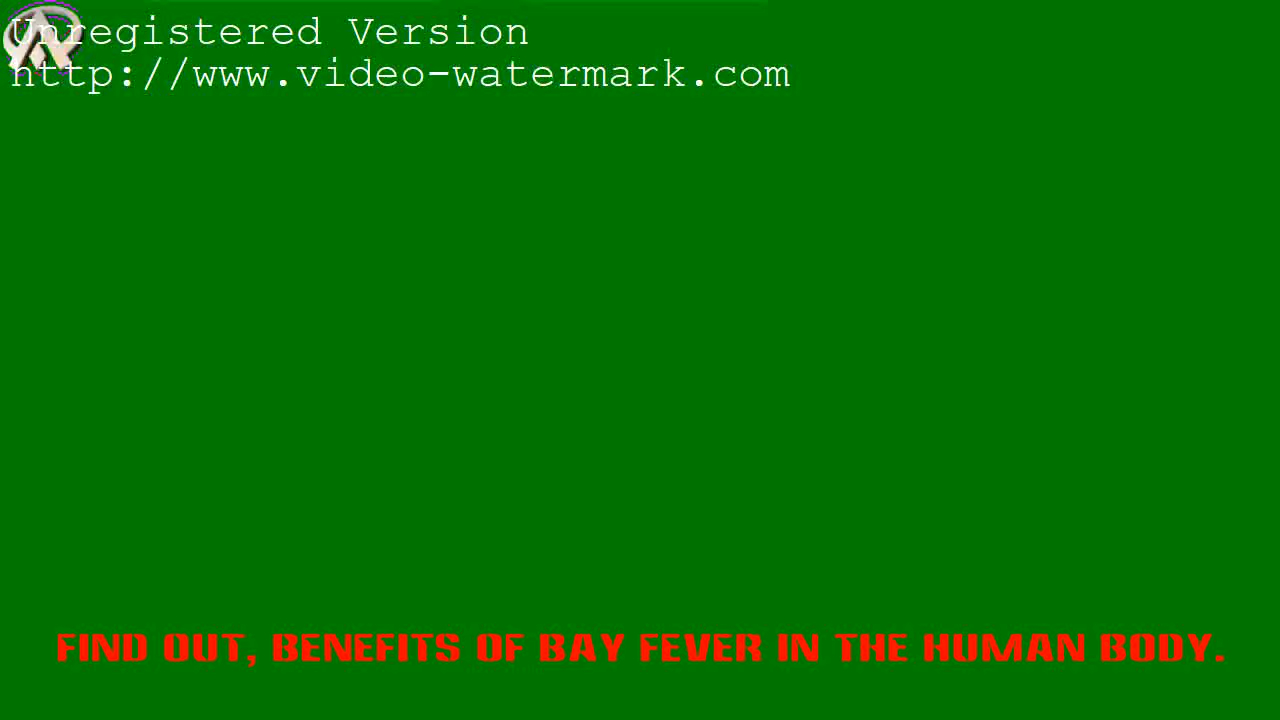 Unregistered Version
http://www.video-watermark.com
FIND OUT, BENEFITS OF BAY FEVER IN THE HUMAN BODY.